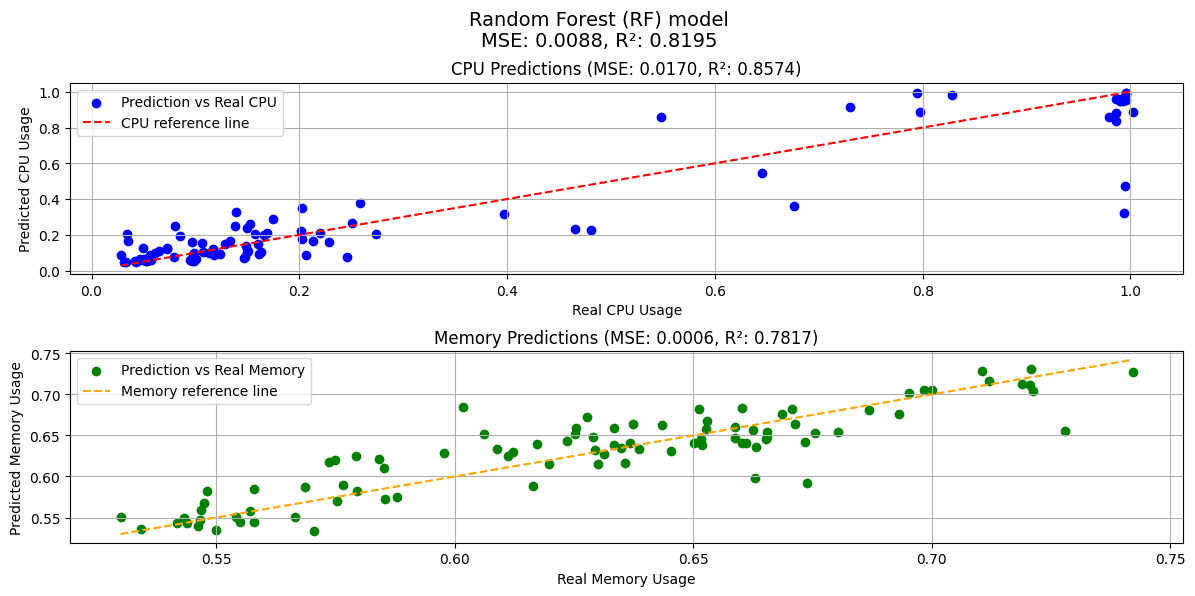 Random Forest (RF) model
MSE: 0.0088, R²: 0.8195
CPU Predictions (MSE: 0.0170, R²: 0.8574)
Predicted CPU Usage
1.0
0.8
0.6
0.4
0.2
0.0
Prediction vs Real CPU
CPU reference line
0.0 0.2 0.4 0.6 0.8 1.0
Real CPU Usage
Memory Predictions (MSE: 0.0006, R²: 0.7817)
Predicted Memory Usage
0.75
0.70
0.65
0.60
0.55
Prediction vs Real Memory
Memory reference line
0.55 0.60 0.65 0.70 0.75
Real Memory Usage